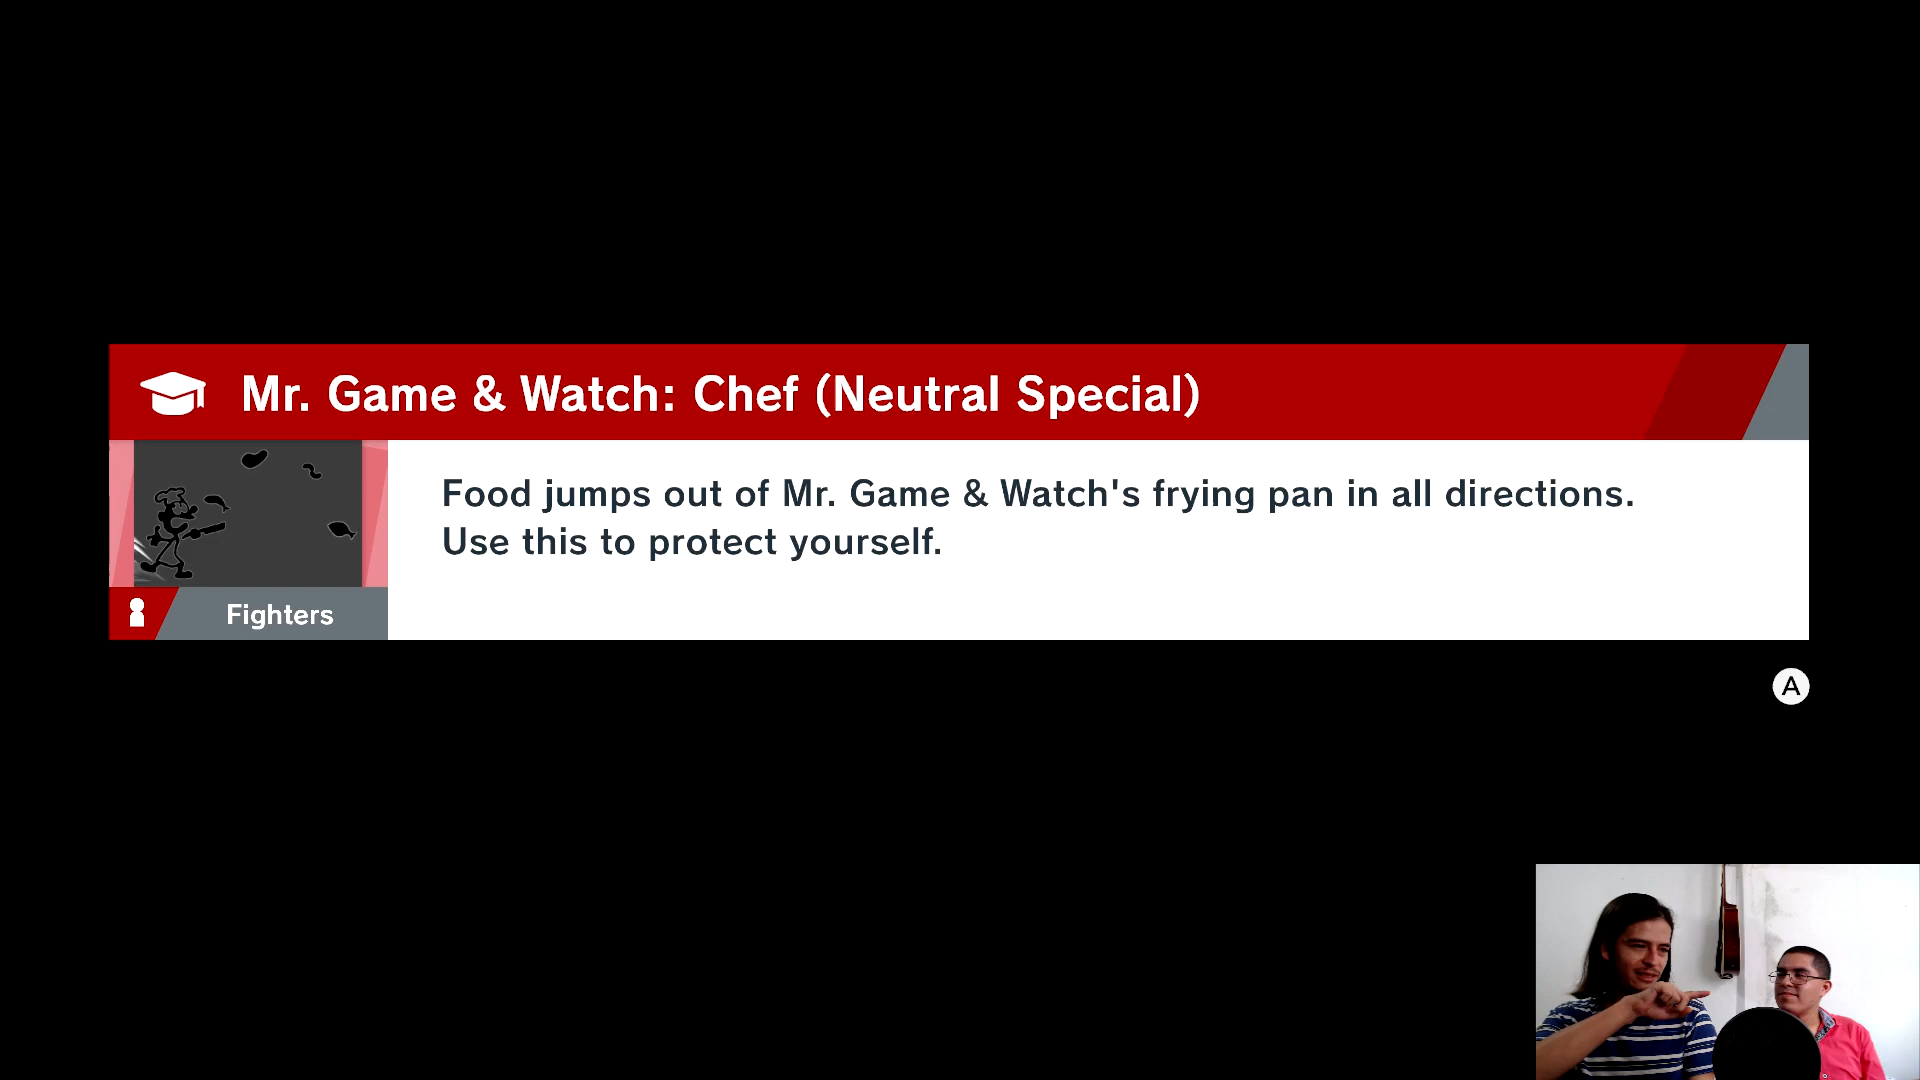 Mr. Game & Watch: Chef (Neutral Special)
Food jumps out of Mr. Game & Watch's frying pan in all directions.
Use this to protect yourself.
Fighters
A